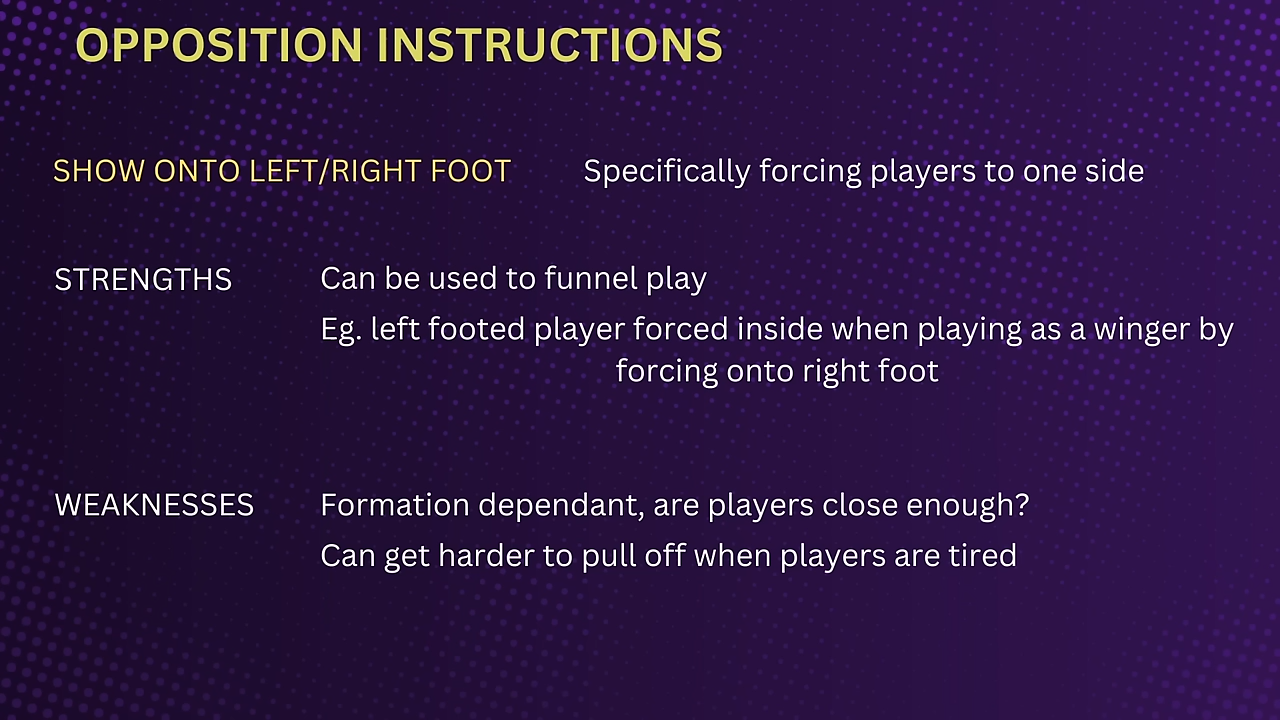 OPPOSITION INSTRUCTIONS
SHOW ONTO LEFT/RIGHT FOOT
Specifically forcing players to one side
STRENGTHS
Can be used to funnel play
Eg. left footed player forced inside when playing as a winger by
forcing onto right foot
WEAKNESSES
Formation dependant, are players close enough?
Can get harder to pull off when players are tired